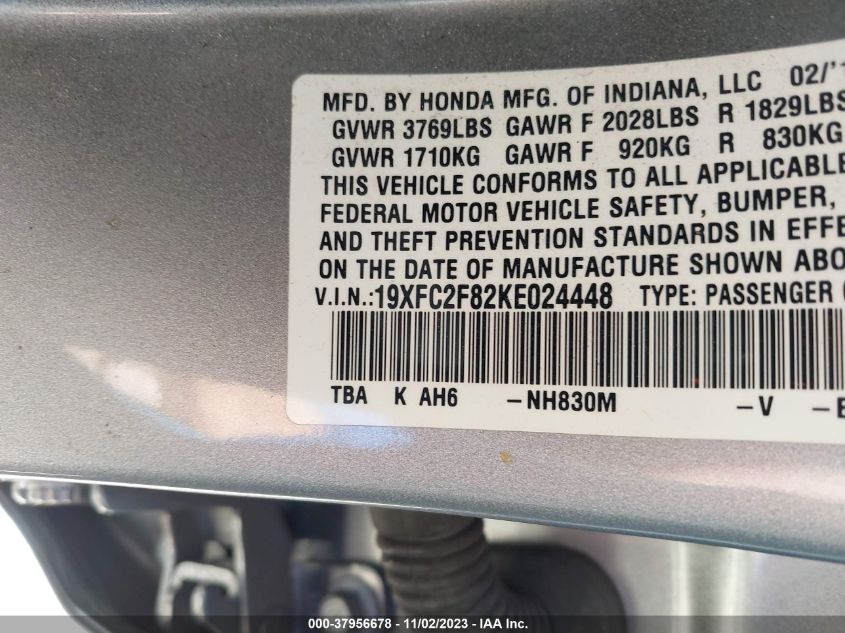 MFD. BY HONDA MFG. OF INDIANA, LLC 02/'1
GVWR 3769LBS GAWR F 2028LBS R 1829LBS
GVWR 1710KG GAWR F 920KG R 830KG
THIS VEHICLE CONFORMS TO ALL APPLICABLE
FEDERAL MOTOR VEHICLE SAFETY, BUMPER,
AND THEFT PREVENTION STANDARDS IN EFFE
ON THE DATE OF MANUFACTURE SHOWN ABO
V.I.N.:19XFC2F82KE024448 TYPE: PASSENGER
TBA K AH6 -NH830M -V -E
000-37956678 - 11/02/2023 - IAA Inc.